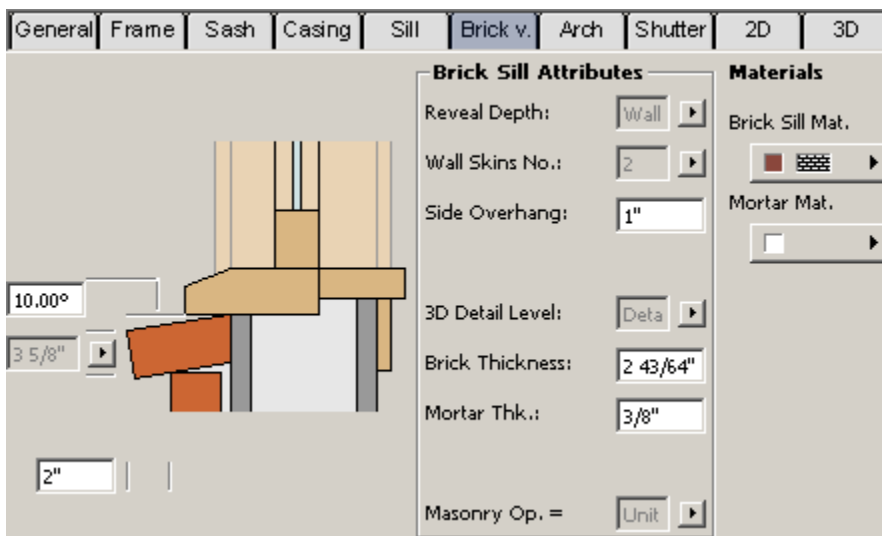 General Frame Sash Casing Sill Brick v. Arch Shutter 2D 3D
Brick Sill Attributes
Reveal Depth: Wall
Wall Skins No.: 2
Side Overhang: 1"
3D Detail Level: Deta
Brick Thickness: 2 43/64"
Mortar Thk.: 3/8"
Masonry Op. = Unit
Materials
Brick Sill Mat.
Mortar Mat.
10.00°
3 5/8"
2"